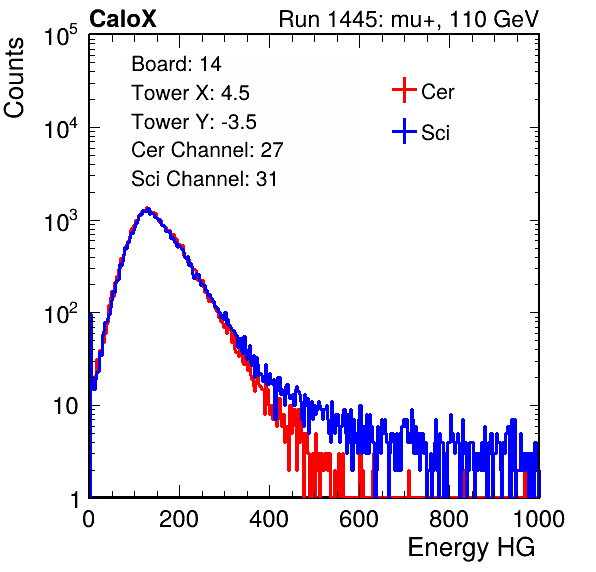 CaloX Run 1445: mu+, 110 GeV
Counts
Board: 14
Tower X: 4.5
Tower Y: -3.5
Cer Channel: 27
Sci Channel: 31
Cer
Sci
10^5
10^4
10^3
10^2
10
1
0 200 400 600 800 1000
Energy HG